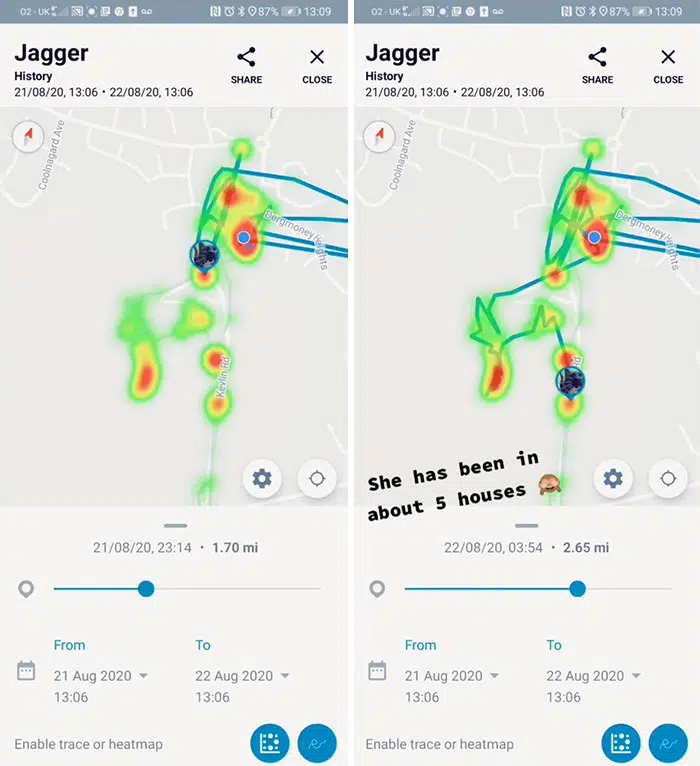 O2 - UK 87% 13:09
Jagger
History
21/08/20, 13:06 • 22/08/20, 13:06
SHARE
CLOSE
Coolnagard Ave
Dergmoney Heights
Kevlin Rd
21/08/20, 23:14 • 1.70 mi
From
To
21 Aug 2020
22 Aug 2020
13:06
13:06
Enable trace or heatmap
O2 - UK 87% 13:09
Jagger
History
21/08/20, 13:06 • 22/08/20, 13:06
SHARE
CLOSE
Coolnagard Ave
Dergmoney Heights
Rd
She has been in
about 5 houses 🙈
22/08/20, 03:54 • 2.65 mi
From
To
21 Aug 2020
22 Aug 2020
13:06
13:06
Enable trace or heatmap